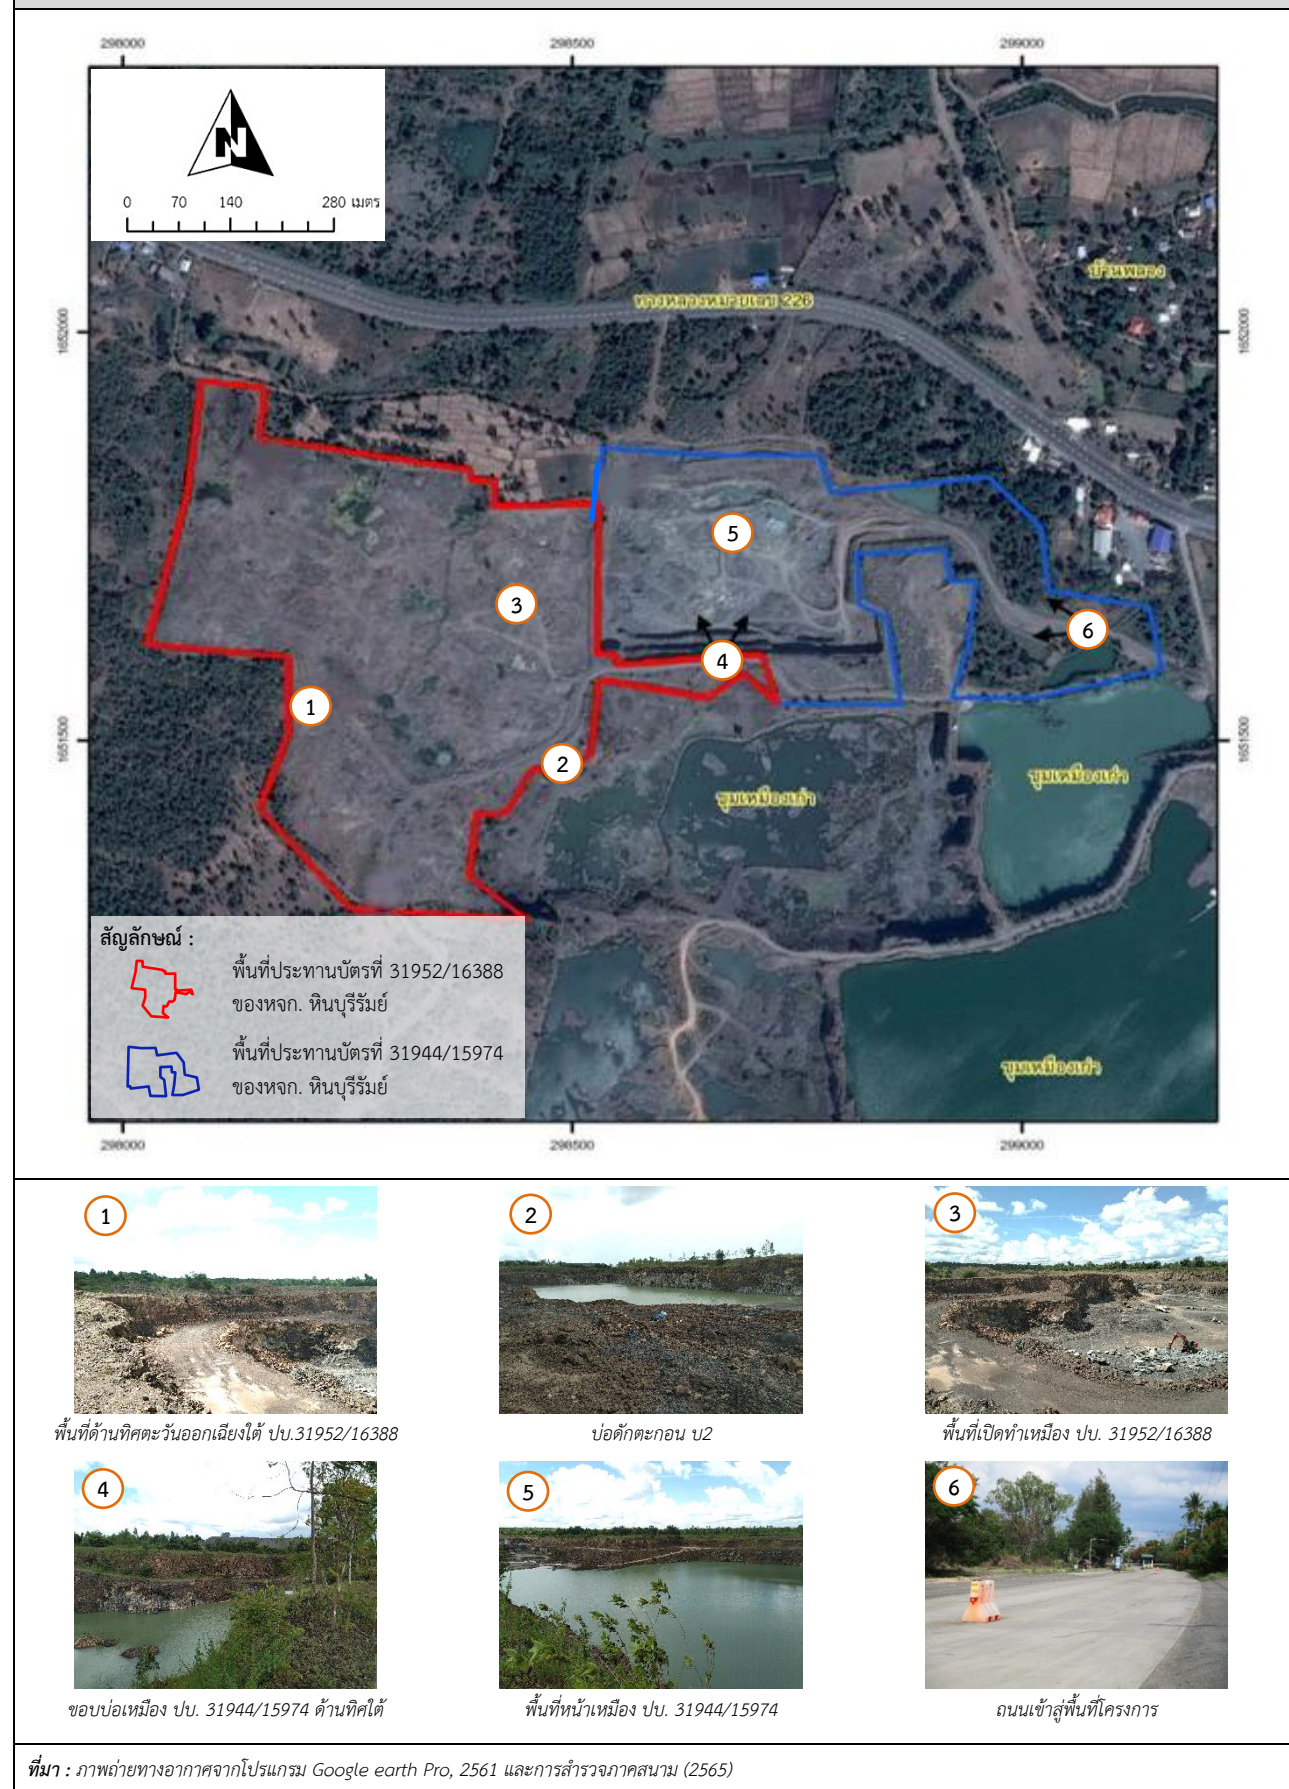 298000 298500 299000
N
0 70 140 280 เมตร
บ้านพลวง
ทางหลวงหมายเลข 226
1652000 1652000
5
3
6
4
1
1651500 1651500
2
ขุมเหมืองเก่า
ขุมเหมืองเก่า
สัญลักษณ์ :
พื้นที่ประทานบัตรที่ 31952/16388
ของหจก. หินบุรีรัมย์
พื้นที่ประทานบัตรที่ 31944/15974
ของหจก. หินบุรีรัมย์
ขุมเหมืองเก่า
298000 298500 299000
1 2 3
พื้นที่ด้านทิศตะวันออกเฉียงใต้ ปบ.31952/16388
บ่อดักตะกอน บ2
พื้นที่เปิดทำเหมือง ปบ. 31952/16388
4 5 6
ขอบบ่อเหมือง ปบ. 31944/15974 ด้านทิศใต้
พื้นที่หน้าเหมือง ปบ. 31944/15974
ถนนเข้าสู่พื้นที่โครงการ
ที่มา : ภาพถ่ายทางอากาศจากโปรแกรม Google earth Pro, 2561 และการสำรวจภาคสนาม (2565)